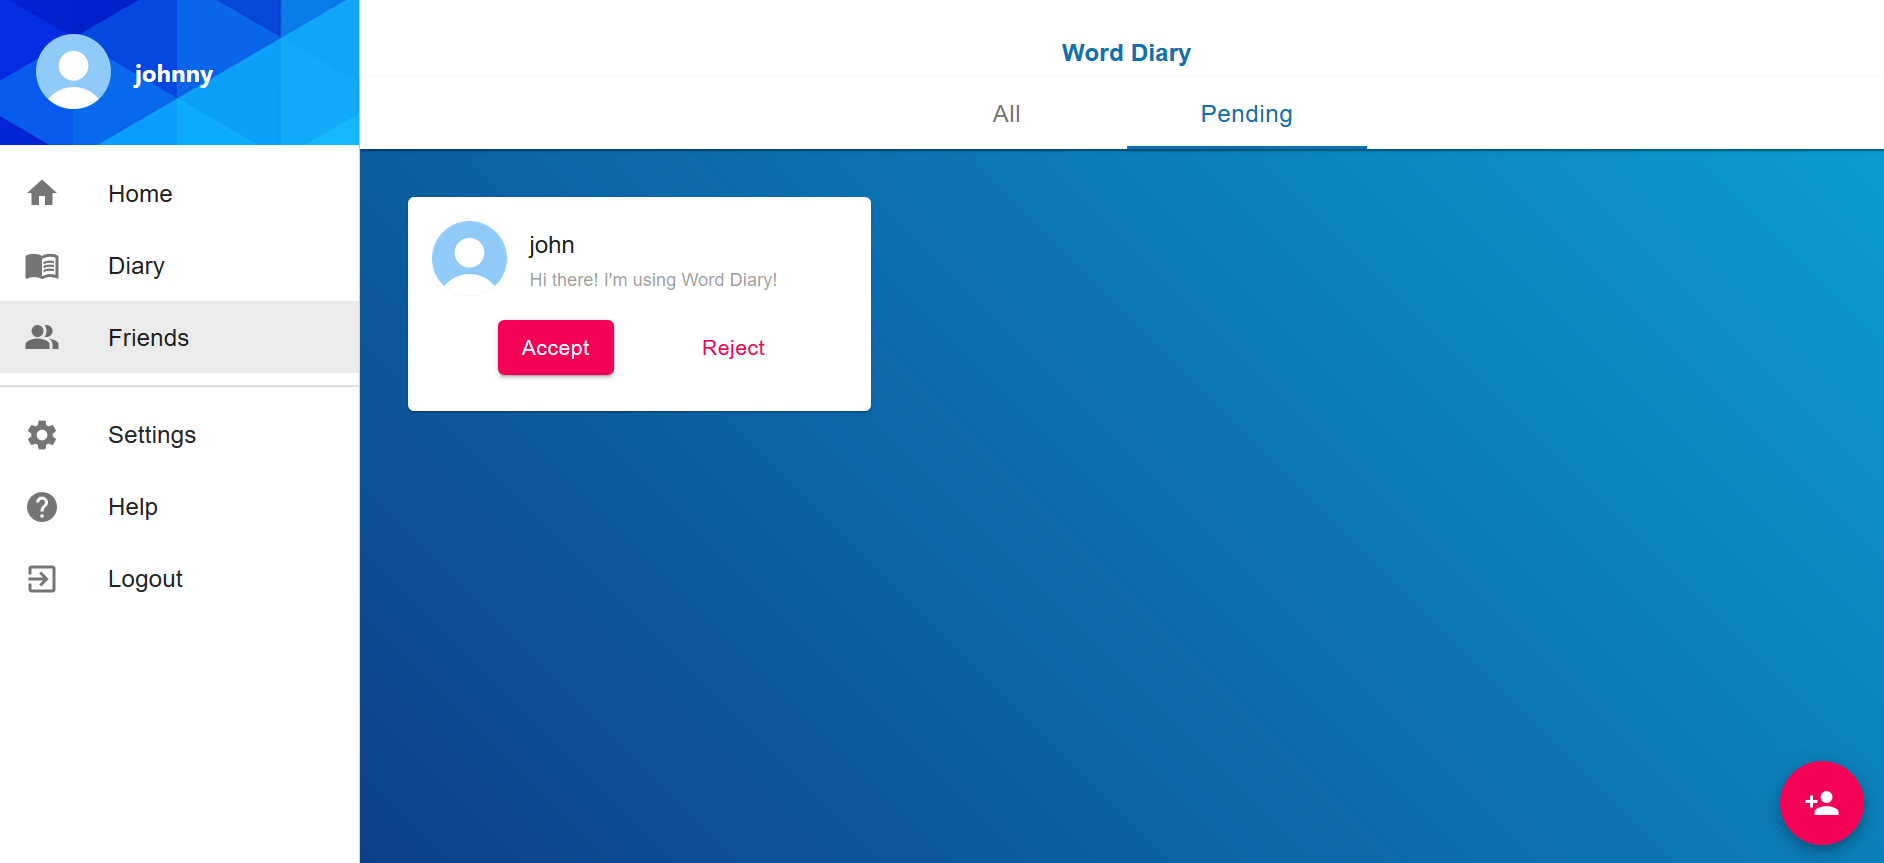 johnny
Home
Diary
Friends
Settings
Help
Logout
Word Diary
All
Pending
john
Hi there! I'm using Word Diary!
Accept
Reject